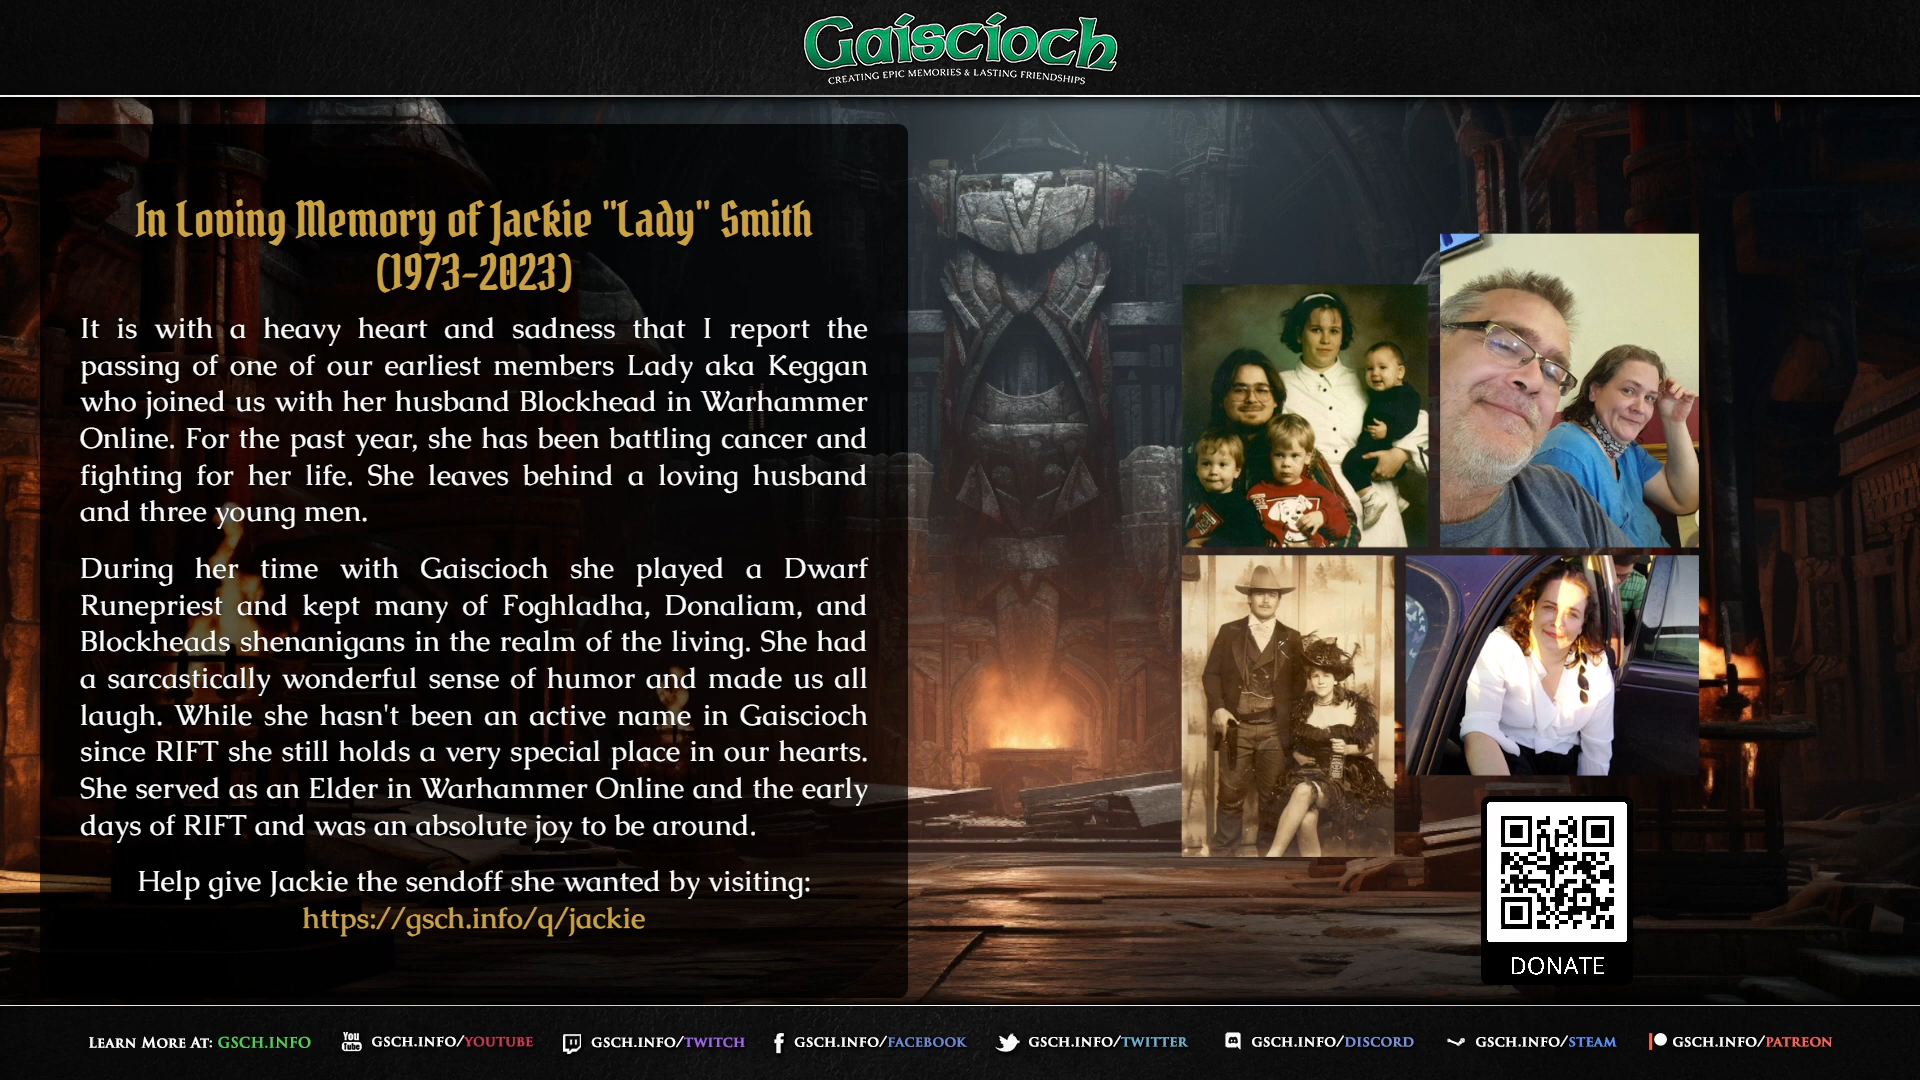 Gaiscioch
CREATING EPIC MEMORIES & LASTING FRIENDSHIPS
In Loving Memory of Jackie "Lady" Smith
(1973-2023)
It is with a heavy heart and sadness that I report the
passing of one of our earliest members Lady aka Keggan
who joined us with her husband Blockhead in Warhammer
Online. For the past year, she has been battling cancer and
fighting for her life. She leaves behind a loving husband
and three young men.
During her time with Gaiscioch she played a Dwarf
Runepriest and kept many of Foghladha, Donaliam, and
Blockheads shenanigans in the realm of the living. She had
a sarcastically wonderful sense of humor and made us all
laugh. While she hasn't been an active name in Gaiscioch
since RIFT she still holds a very special place in our hearts.
She served as an Elder in Warhammer Online and the early
days of RIFT and was an absolute joy to be around.
Help give Jackie the sendoff she wanted by visiting:
https://gsch.info/q/jackie
DONATE
LEARN MORE AT: GSCH.INFO
You Tube GSCH.INFO/YOUTUBE
GSCH.INFO/TWITCH
GSCH.INFO/FACEBOOK
GSCH.INFO/TWITTER
GSCH.INFO/DISCORD
GSCH.INFO/STEAM
GSCH.INFO/PATREON